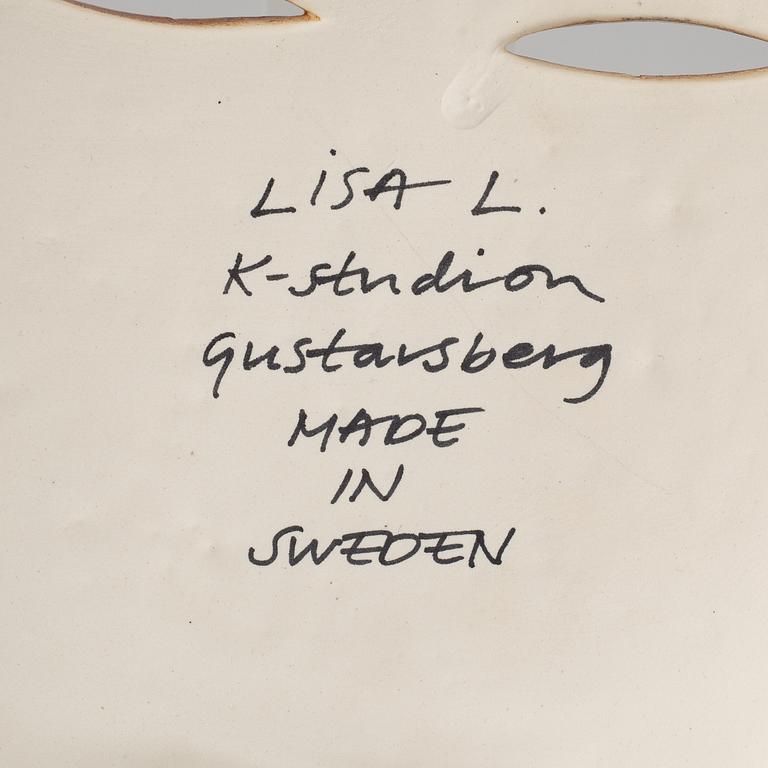 LiSA L.
K-studion
Gustavsberg
MADE
IN
SWEDEN